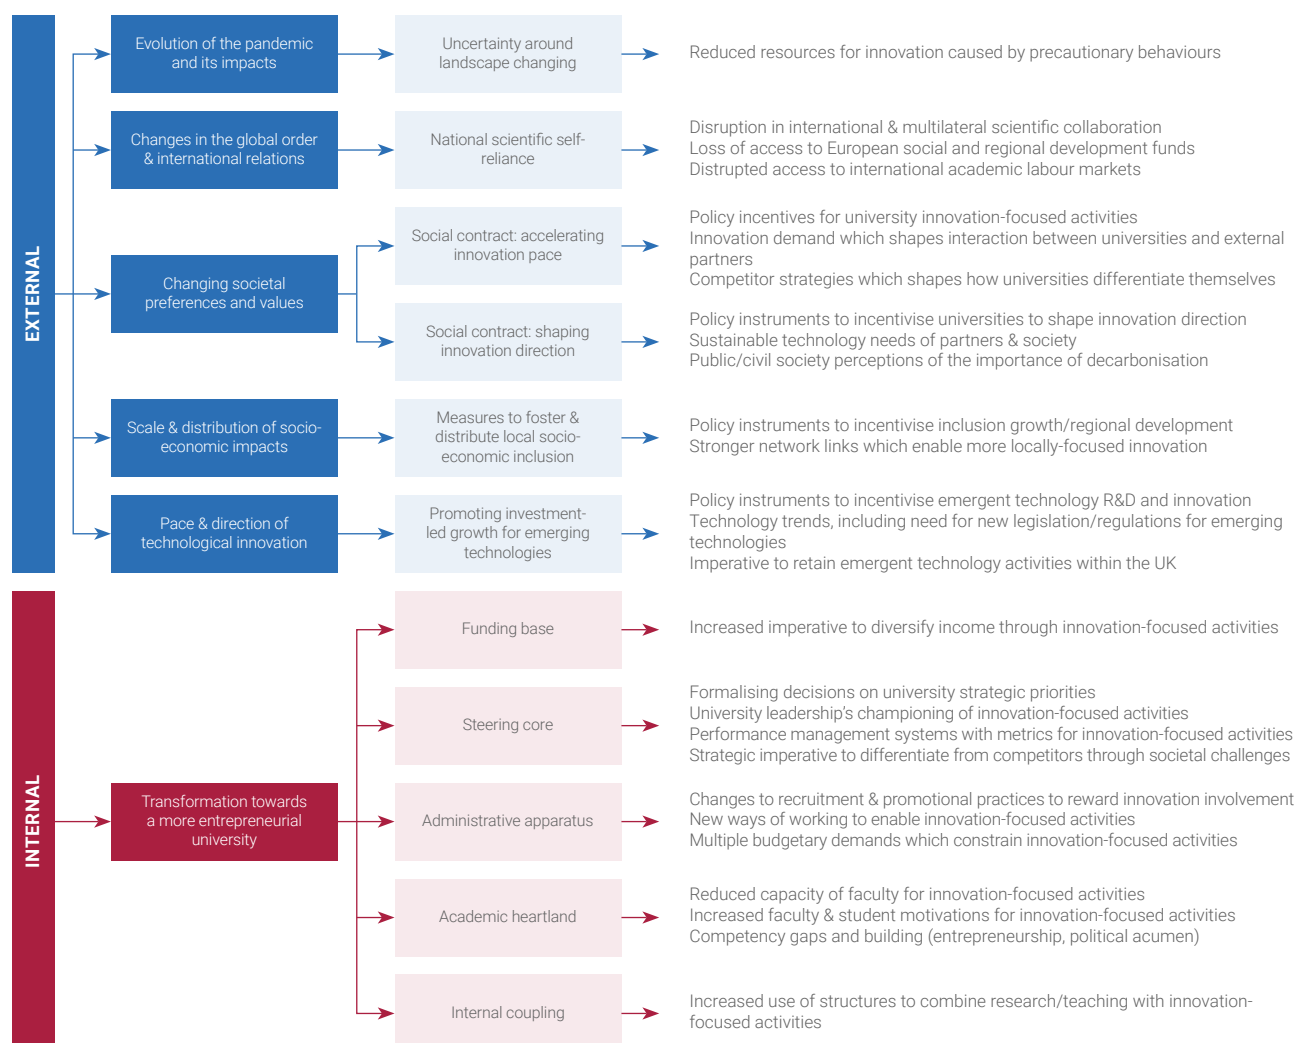 EXTERNAL
Evolution of the pandemic
and its impacts
Uncertainty around
landscape changing
Reduced resources for innovation caused by precautionary behaviours
Changes in the global order
& international relations
National scientific self-
reliance
Disruption in international & multilateral scientific collaboration
Loss of access to European social and regional development funds
Distrupted access to international academic labour markets
Changing societal
preferences and values
Social contract: accelerating
innovation pace
Policy incentives for university innovation-focused activities
Innovation demand which shapes interaction between universities and external
partners
Competitor strategies which shapes how universities differentiate themselves
Social contract: shaping
innovation direction
Policy instruments to incentivise universities to shape innovation direction
Sustainable technology needs of partners & society
Public/civil society perceptions of the importance of decarbonisation
Scale & distribution of socio-
economic impacts
Measures to foster &
distribute local socio-
economic inclusion
Policy instruments to incentivise inclusion growth/regional development
Stronger network links which enable more locally-focused innovation
Pace & direction of
technological innovation
Promoting investment-
led growth for emerging
technologies
Policy instruments to incentivise emergent technology R&D and innovation
Technology trends, including need for new legislation/regulations for emerging
technologies
Imperative to retain emergent technology activities within the UK
INTERNAL
Transformation towards
a more entrepreneurial
university
Funding base
Increased imperative to diversify income through innovation-focused activities
Steering core
Formalising decisions on university strategic priorities
University leadership's championing of innovation-focused activities
Performance management systems with metrics for innovation-focused activities
Strategic imperative to differentiate from competitors through societal challenges
Administrative apparatus
Changes to recruitment & promotional practices to reward innovation involvement
New ways of working to enable innovation-focused activities
Multiple budgetary demands which constrain innovation-focused activities
Academic heartland
Reduced capacity of faculty for innovation-focused activities
Increased faculty & student motivations for innovation-focused activities
Competency gaps and building (entrepreneurship, political acumen)
Internal coupling
Increased use of structures to combine research/teaching with innovation-
focused activities